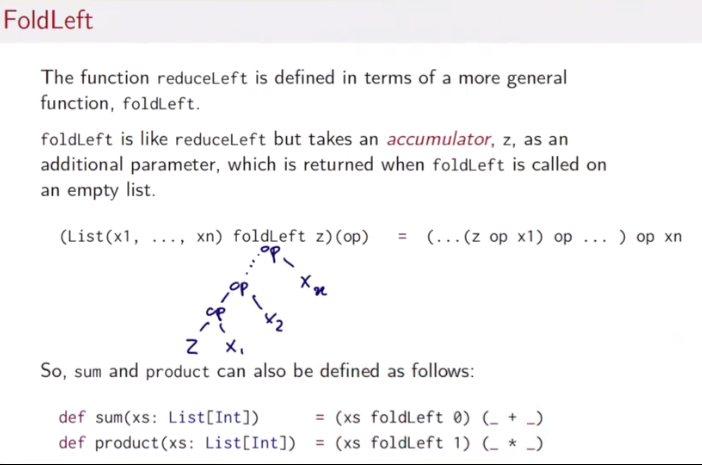 FoldLeft
The function reduceLeft is defined in terms of a more general
function, foldLeft.
foldLeft is like reduceLeft but takes an accumulator, z, as an
additional parameter, which is returned when foldLeft is called on
an empty list.
(List(x1, ..., xn) foldLeft z)(op) = (...(z op x1) op ... ) op xn
op
op xn
op x2
z x1
So, sum and product can also be defined as follows:
def sum(xs: List[Int]) = (xs foldLeft 0) (_ + _)
def product(xs: List[Int]) = (xs foldLeft 1) (_ * _)